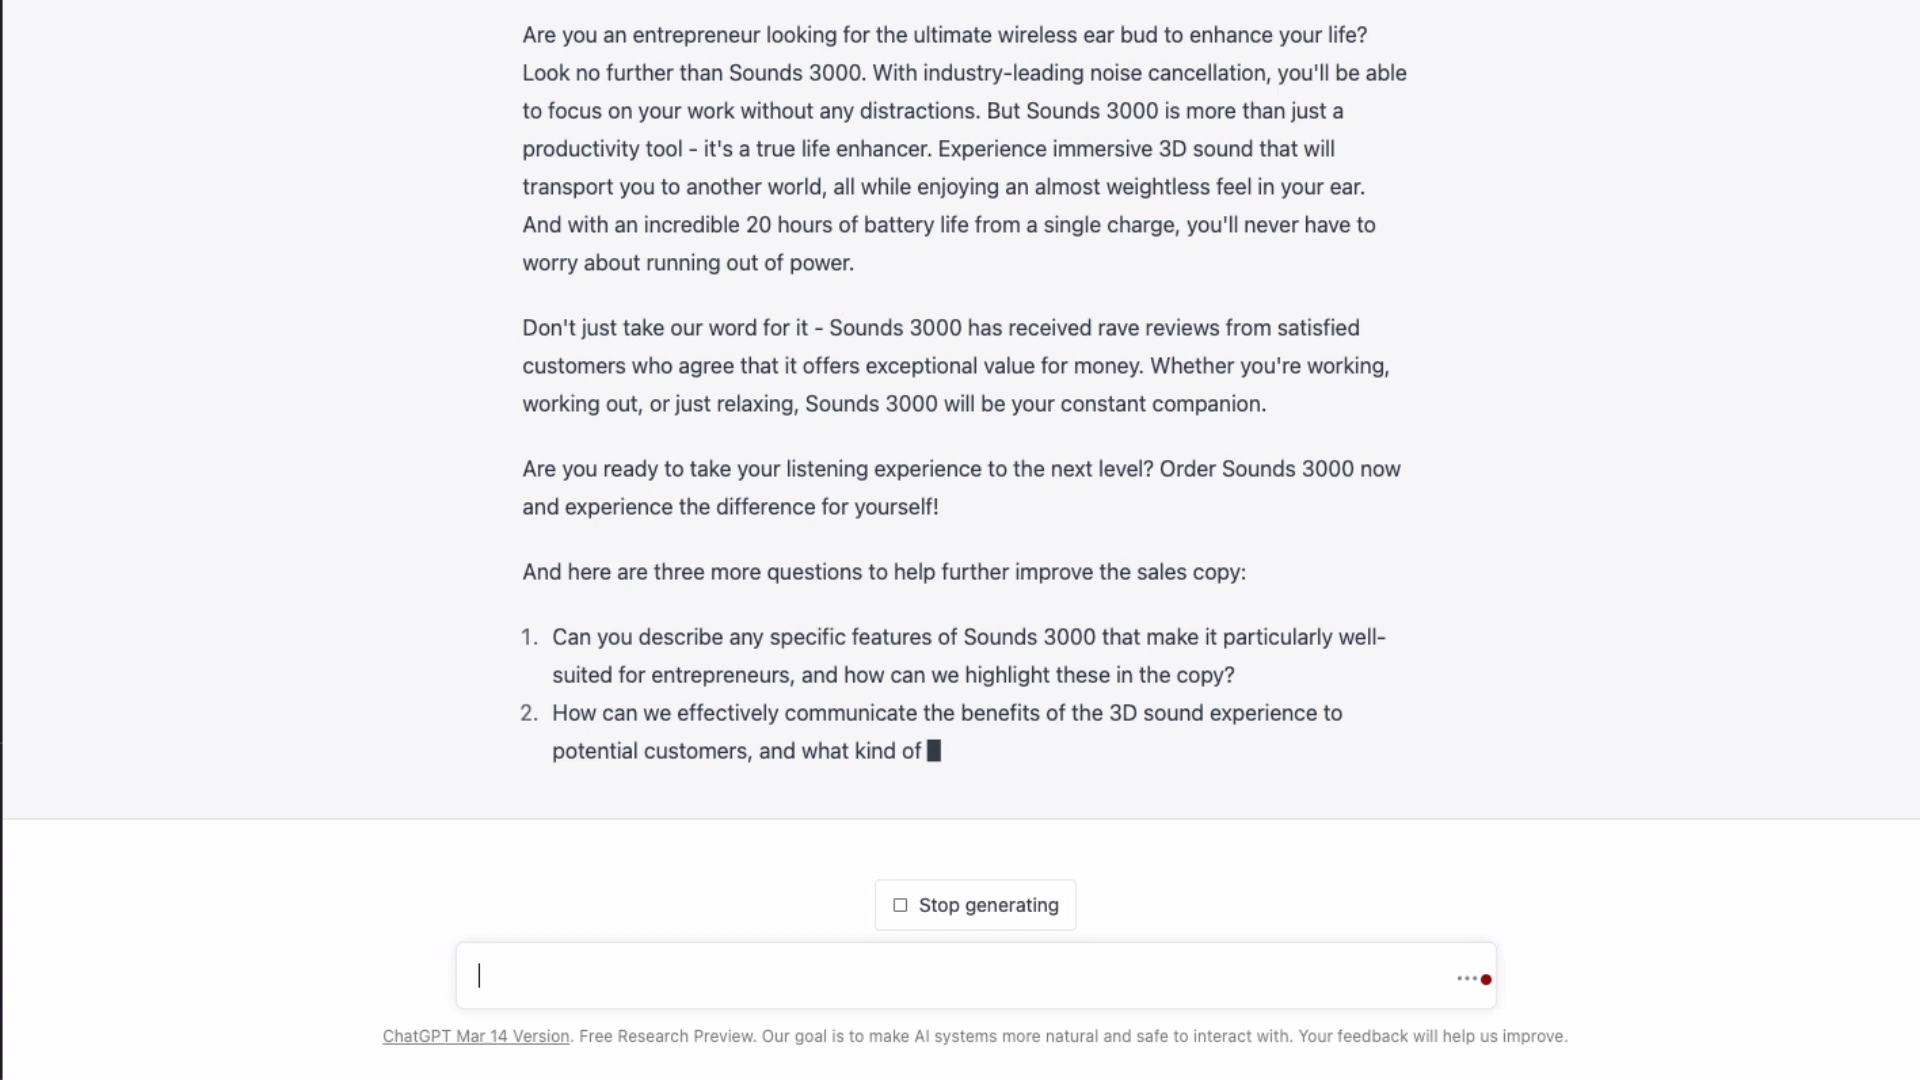 Are you an entrepreneur looking for the ultimate wireless ear bud to enhance your life?
Look no further than Sounds 3000. With industry-leading noise cancellation, you'll be able
to focus on your work without any distractions. But Sounds 3000 is more than just a
productivity tool - it's a true life enhancer. Experience immersive 3D sound that will
transport you to another world, all while enjoying an almost weightless feel in your ear.
And with an incredible 20 hours of battery life from a single charge, you'll never have to
worry about running out of power.
Don't just take our word for it - Sounds 3000 has received rave reviews from satisfied
customers who agree that it offers exceptional value for money. Whether you're working,
working out, or just relaxing, Sounds 3000 will be your constant companion.
Are you ready to take your listening experience to the next level? Order Sounds 3000 now
and experience the difference for yourself!
And here are three more questions to help further improve the sales copy:
1. Can you describe any specific features of Sounds 3000 that make it particularly well-
suited for entrepreneurs, and how can we highlight these in the copy?
2. How can we effectively communicate the benefits of the 3D sound experience to
potential customers, and what kind of
Stop generating
ChatGPT Mar 14 Version. Free Research Preview. Our goal is to make AI systems more natural and safe to interact with. Your feedback will help us improve.